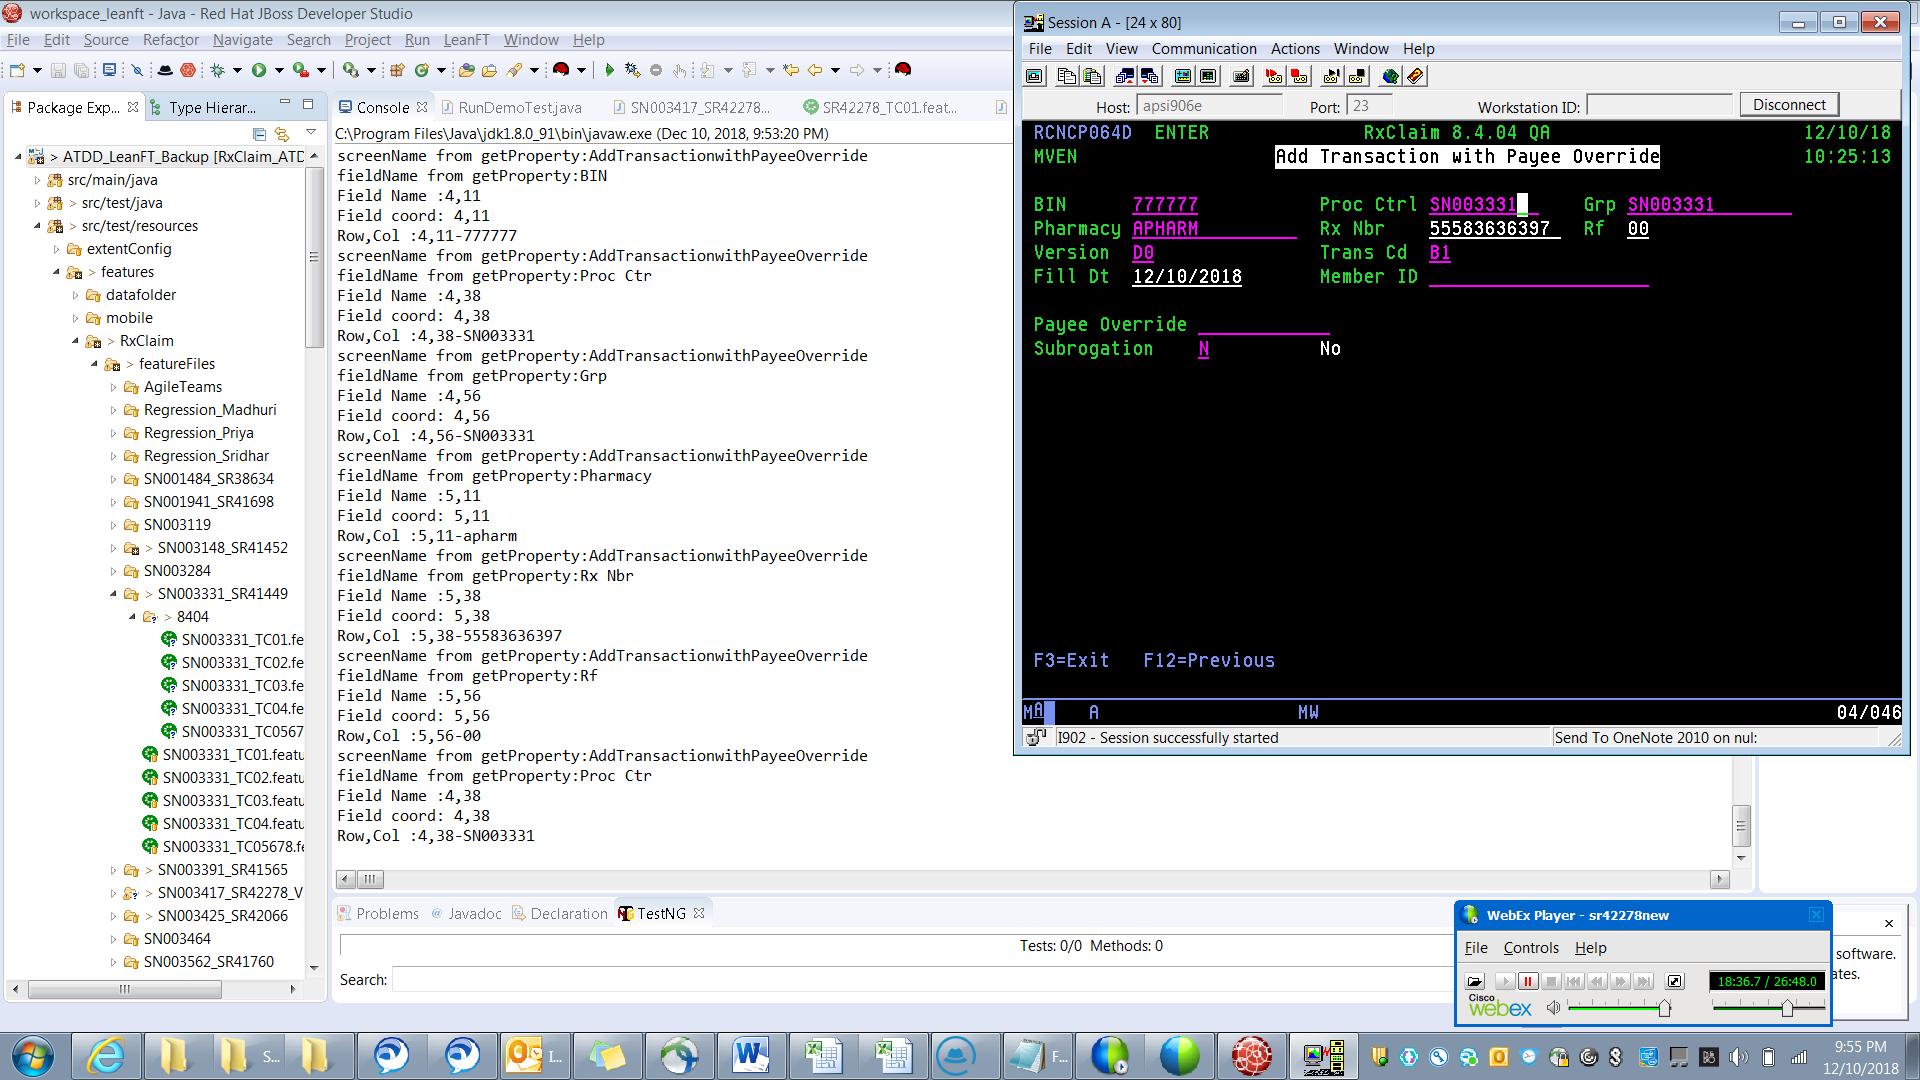 workspace_leanft - Java - Red Hat JBoss Developer Studio
File Edit Source Refactor Navigate Search Project Run LeanFT Window Help
Package Exp... Type Hierar...
> ATDD_LeanFT_Backup [RxClaim_ATD
src/main/java
> src/test/java
> src/test/resources
extentConfig
> features
datafolder
mobile
> RxClaim
> featureFiles
AgileTeams
Regression_Madhuri
Regression_Priya
Regression_Sridhar
SN001484_SR38634
SN001941_SR41698
SN003119
> SN003148_SR41452
SN003284
> SN003331_SR41449
> 8404
SN003331_TC01.fe
SN003331_TC02.fe
SN003331_TC03.fe
SN003331_TC04.fe
SN003331_TC0567
SN003331_TC01.featu
SN003331_TC02.featu
SN003331_TC03.featu
SN003331_TC04.featu
SN003331_TC05678.fe
> SN003391_SR41565
> SN003417_SR42278_V
> SN003425_SR42066
SN003464
SN003562_SR41760
Console RunDemoTest.java SN003417_SR42278... SR42278_TC01.feat...
C:\Program Files\Java\jdk1.8.0_91\bin\javaw.exe (Dec 10, 2018, 9:53:20 PM)
screenName from getProperty:AddTransactionwithPayeeOverride
fieldName from getProperty:BIN
Field Name :4,11
Field coord: 4,11
Row,Col :4,11-777777
screenName from getProperty:AddTransactionwithPayeeOverride
fieldName from getProperty:Proc Ctr
Field Name :4,38
Field coord: 4,38
Row,Col :4,38-SN003331
screenName from getProperty:AddTransactionwithPayeeOverride
fieldName from getProperty:Grp
Field Name :4,56
Field coord: 4,56
Row,Col :4,56-SN003331
screenName from getProperty:AddTransactionwithPayeeOverride
fieldName from getProperty:Pharmacy
Field Name :5,11
Field coord: 5,11
Row,Col :5,11-apharm
screenName from getProperty:AddTransactionwithPayeeOverride
fieldName from getProperty:Rx Nbr
Field Name :5,38
Field coord: 5,38
Row,Col :5,38-55583636397
screenName from getProperty:AddTransactionwithPayeeOverride
fieldName from getProperty:Rf
Field Name :5,56
Field coord: 5,56
Row,Col :5,56-00
screenName from getProperty:AddTransactionwithPayeeOverride
fieldName from getProperty:Proc Ctr
Field Name :4,38
Field coord: 4,38
Row,Col :4,38-SN003331
Problems @ Javadoc Declaration TestNG
Tests: 0/0 Methods: 0
Search:
Session A - [24 x 80]
File Edit View Communication Actions Window Help
Host: apsi906e Port: 23 Workstation ID: Disconnect
RCNCP064D ENTER RxClaim 8.4.04 QA 12/10/18
MVEN Add Transaction with Payee Override 10:25:13
BIN 777777 Proc Ctrl SN003331 Grp SN003331
Pharmacy APHARM Rx Nbr 55583636397 Rf 00
Version D0 Trans Cd B1
Fill Dt 12/10/2018 Member ID
Payee Override
Subrogation N No
F3=Exit F12=Previous
MA A MW 04/046
I902 - Session successfully started Send To OneNote 2010 on nul:
WebEx Player - sr42278new
File Controls Help
18:36.7 / 26:48.0
Cisco webex
software.
ates.
S... I... F...
9:55 PM
12/10/2018